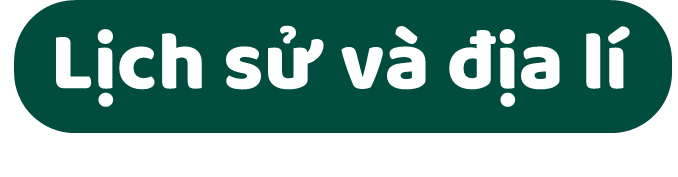 Lịch sử và địa lí